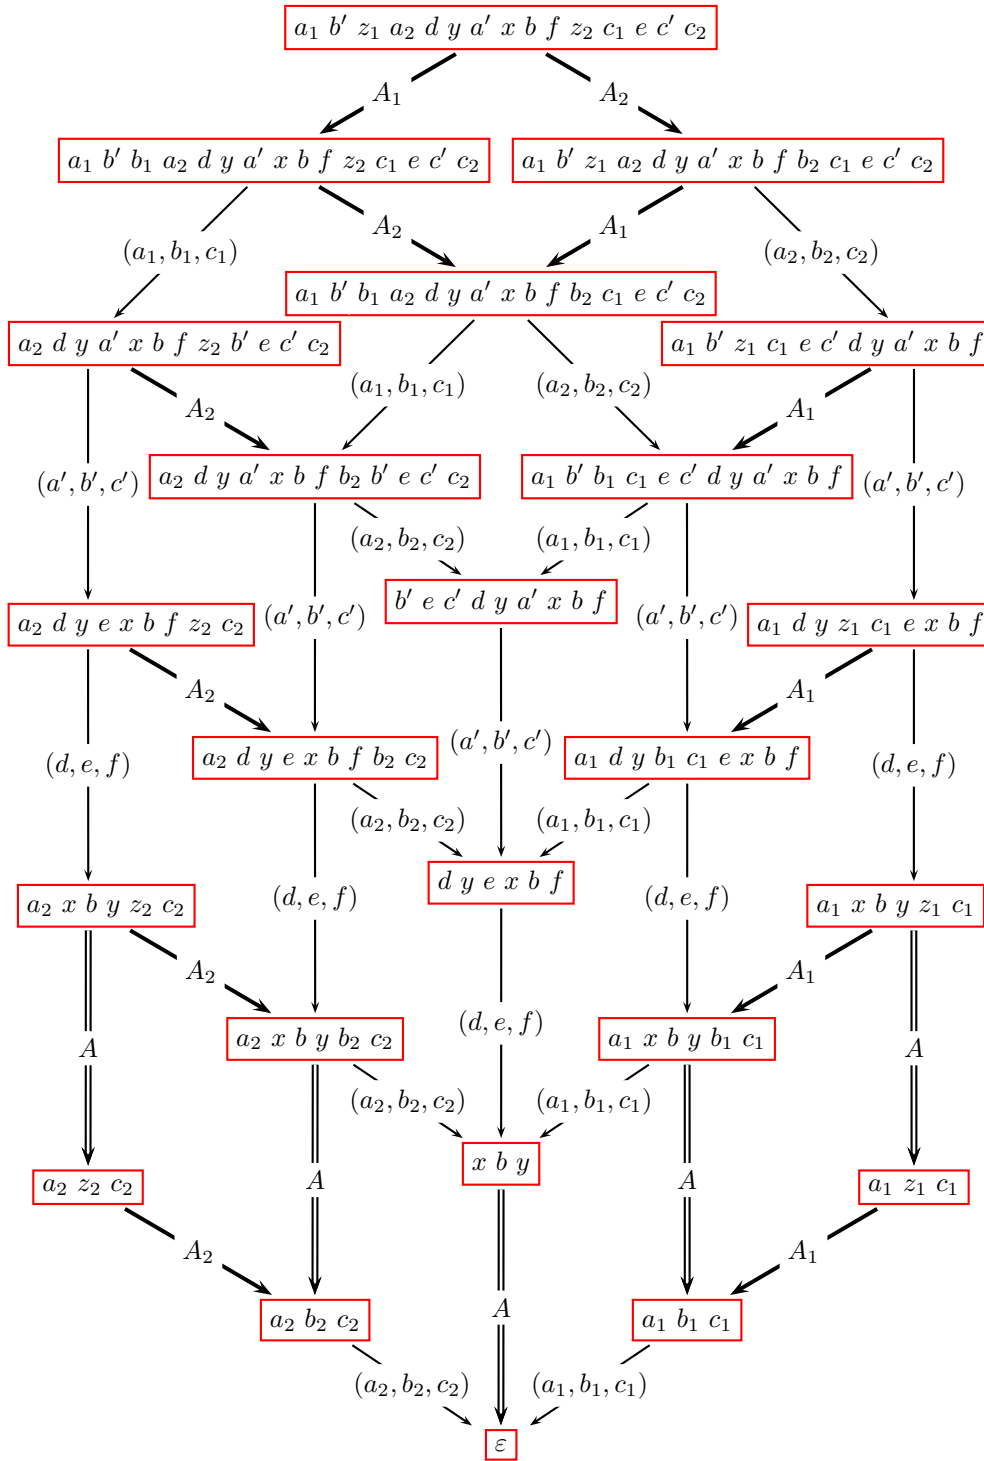 a₁ b′ z₁ a₂ d y a′ x b f z₂ c₁ e c′ c₂
A₁ A₂
a₁ b′ b₁ a₂ d y a′ x b f z₂ c₁ e c′ c₂ a₁ b′ z₁ a₂ d y a′ x b f b₂ c₁ e c′ c₂
A₂ A₁
(a₁, b₁, c₁) (a₂, b₂, c₂)
a₁ b′ b₁ a₂ d y a′ x b f b₂ c₁ e c′ c₂
a₂ d y a′ x b f z₂ b′ e c′ c₂ a₁ b′ z₁ c₁ e c′ d y a′ x b f
(a₁, b₁, c₁) (a₂, b₂, c₂)
A₂ A₁
a₂ d y a′ x b f b₂ b′ e c′ c₂ a₁ b′ b₁ c₁ e c′ d y a′ x b f
(a′, b′, c′) (a′, b′, c′)
(a₂, b₂, c₂) (a₁, b₁, c₁)
b′ e c′ d y a′ x b f
(a′, b′, c′) (a′, b′, c′)
a₂ d y e x b f z₂ c₂ a₁ d y z₁ c₁ e x b f
A₂ A₁
(a′, b′, c′)
a₂ d y e x b f b₂ c₂ a₁ d y b₁ c₁ e x b f
(d, e, f) (d, e, f)
(a₂, b₂, c₂) (a₁, b₁, c₁)
d y e x b f
(d, e, f) (d, e, f)
a₂ x b y z₂ c₂ a₁ x b y z₁ c₁
A₂ A₁
(d, e, f)
a₂ x b y b₂ c₂ a₁ x b y b₁ c₁
A A
(a₂, b₂, c₂) (a₁, b₁, c₁)
x b y
A A
a₂ z₂ c₂ a₁ z₁ c₁
A₂ A₁
A
a₂ b₂ c₂ a₁ b₁ c₁
(a₂, b₂, c₂) (a₁, b₁, c₁)
ε